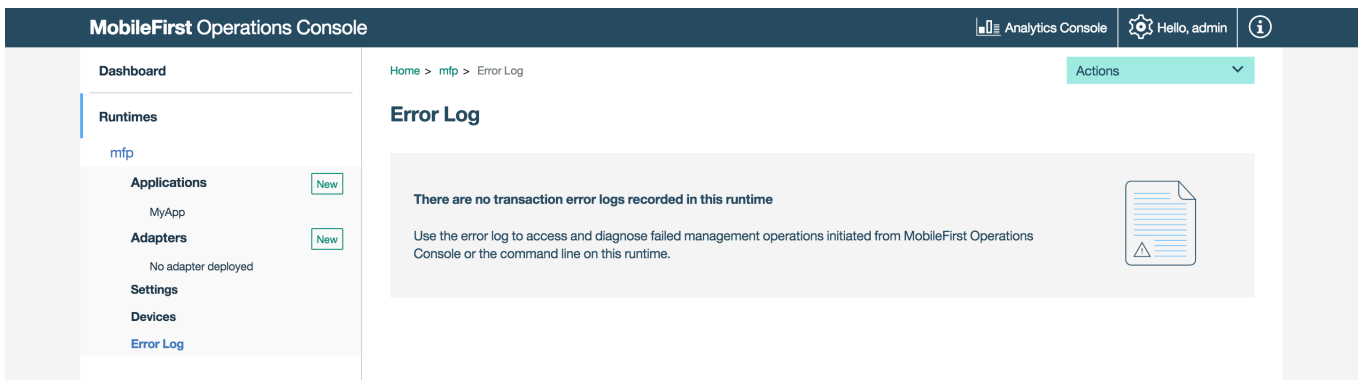 MobileFirst Operations Console
Analytics Console
Hello, admin
Dashboard
Runtimes
mfp
Applications
New
MyApp
Adapters
New
No adapter deployed
Settings
Devices
Error Log
Home > mfp > Error Log
Actions
Error Log
There are no transaction error logs recorded in this runtime
Use the error log to access and diagnose failed management operations initiated from MobileFirst Operations
Console or the command line on this runtime.